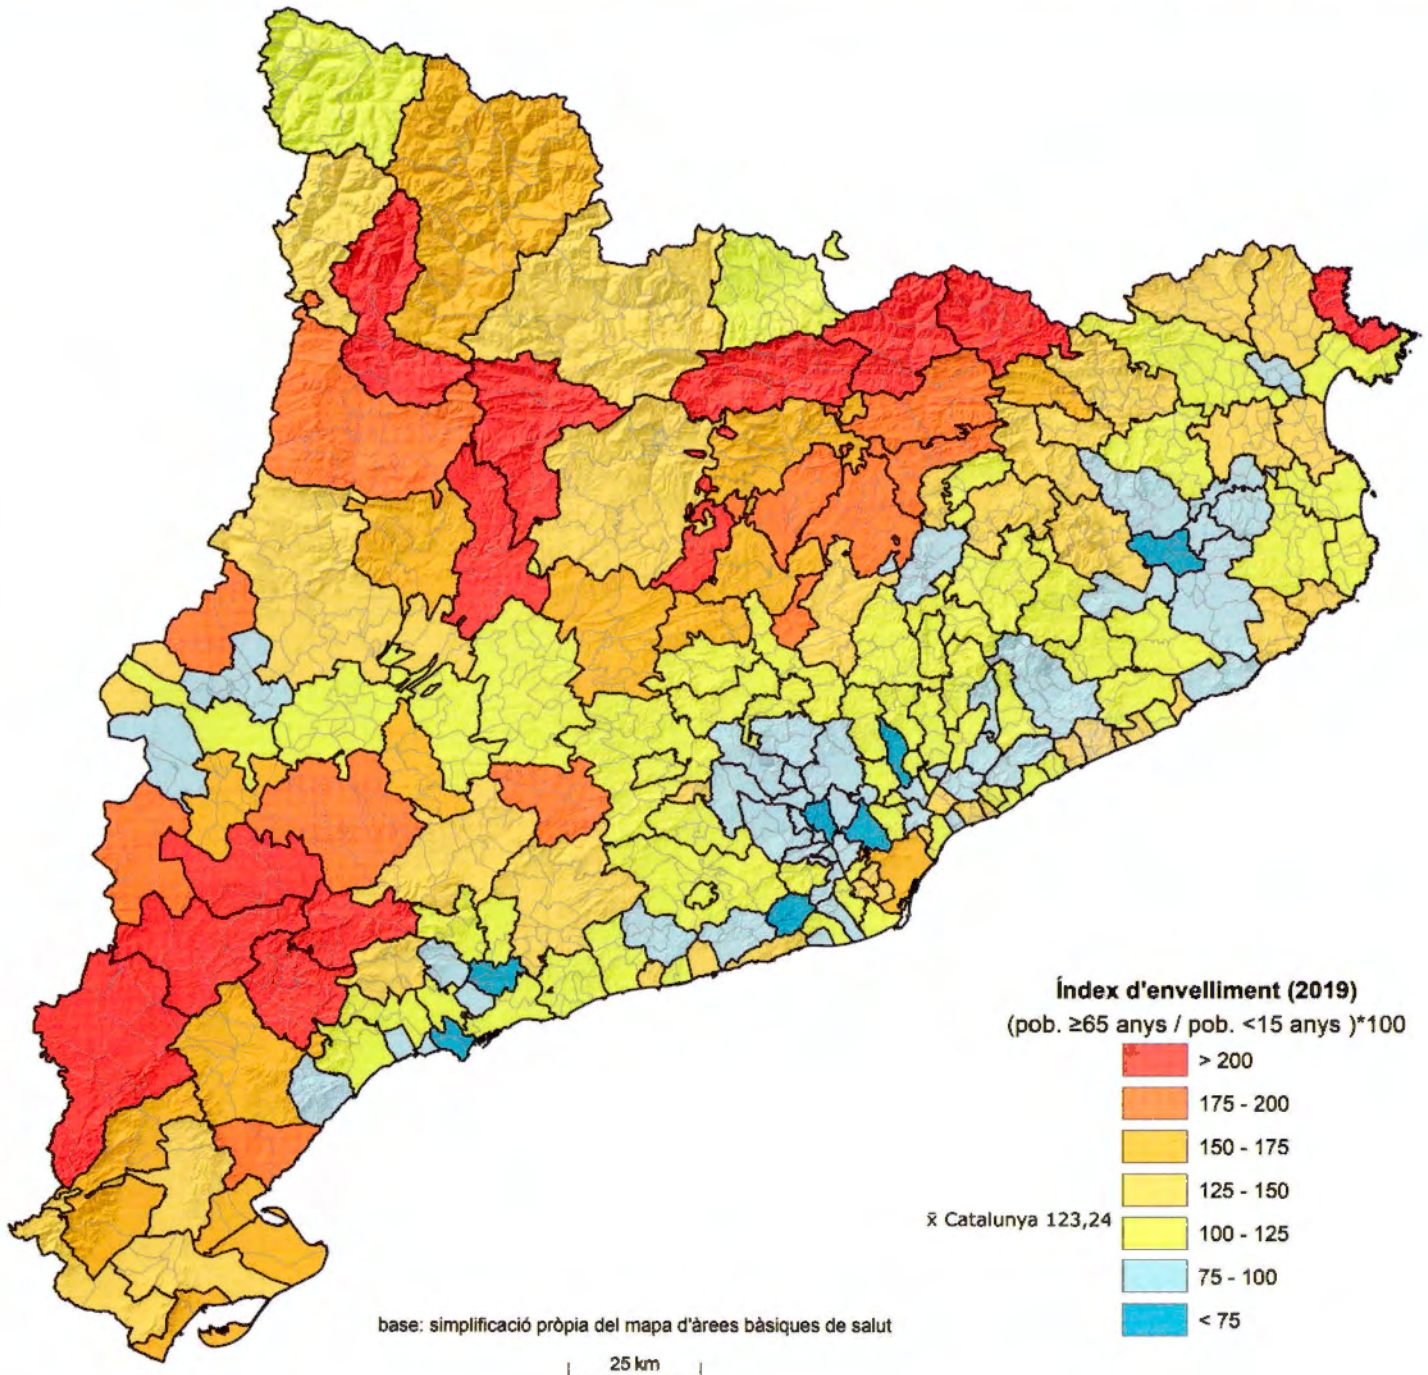 Índex d'envelliment (2019)
(pob. ≥65 anys / pob. <15 anys )*100
> 200
175 - 200
150 - 175
125 - 150
x̄ Catalunya 123,24
100 - 125
75 - 100
< 75
base: simplificació pròpia del mapa d'àrees bàsiques de salut
25 km